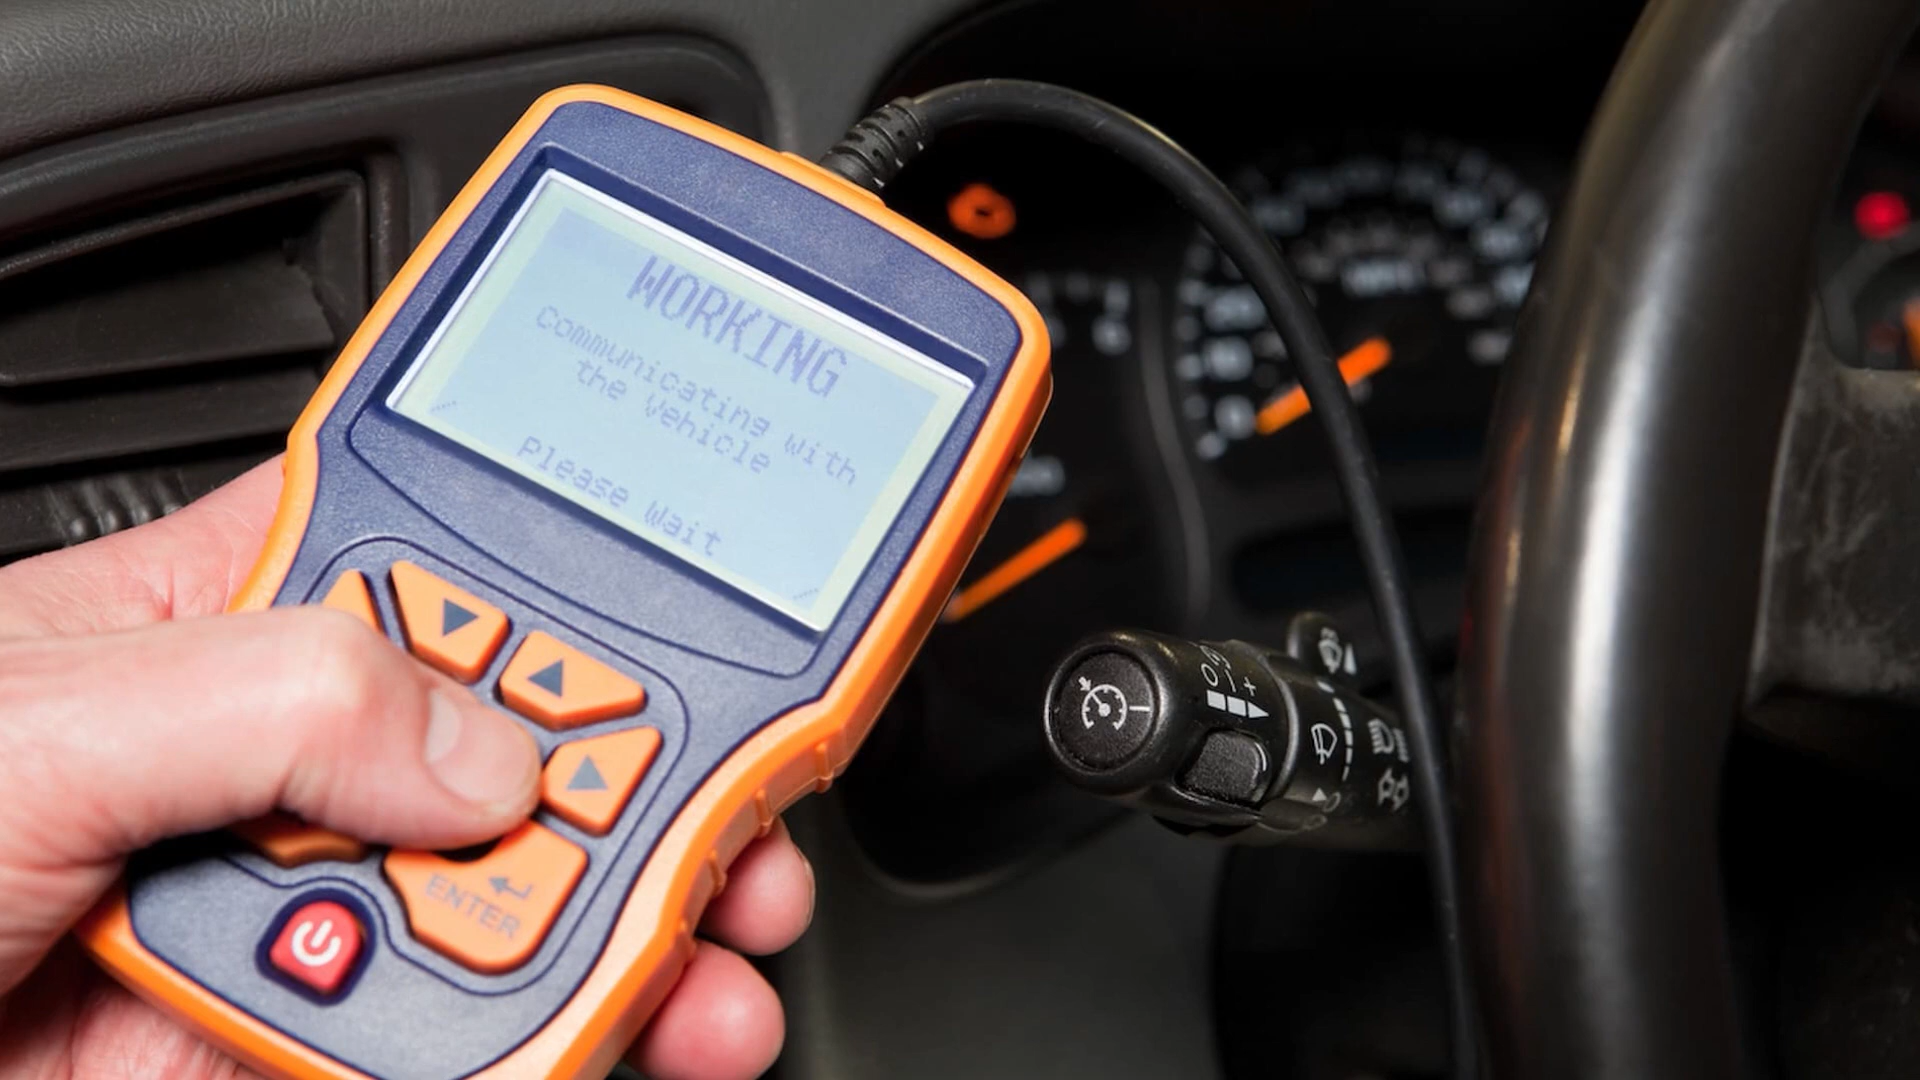 WORKING
Communicating with
the Vehicle
Please Wait
ENTER